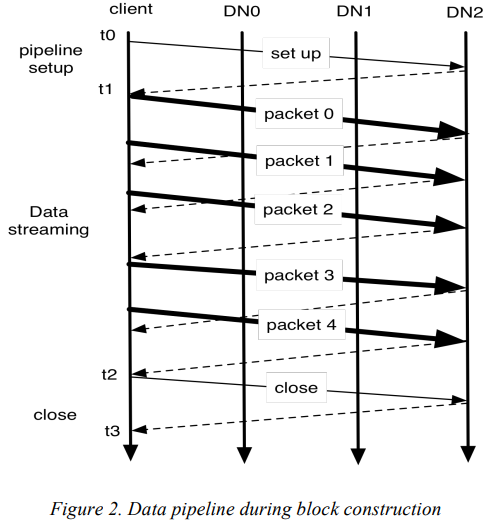 client DN0 DN1 DN2
t0
pipeline
setup
set up
t1
packet 0
packet 1
Data
streaming
packet 2
packet 3
packet 4
t2
close
close
t3
Figure 2. Data pipeline during block construction